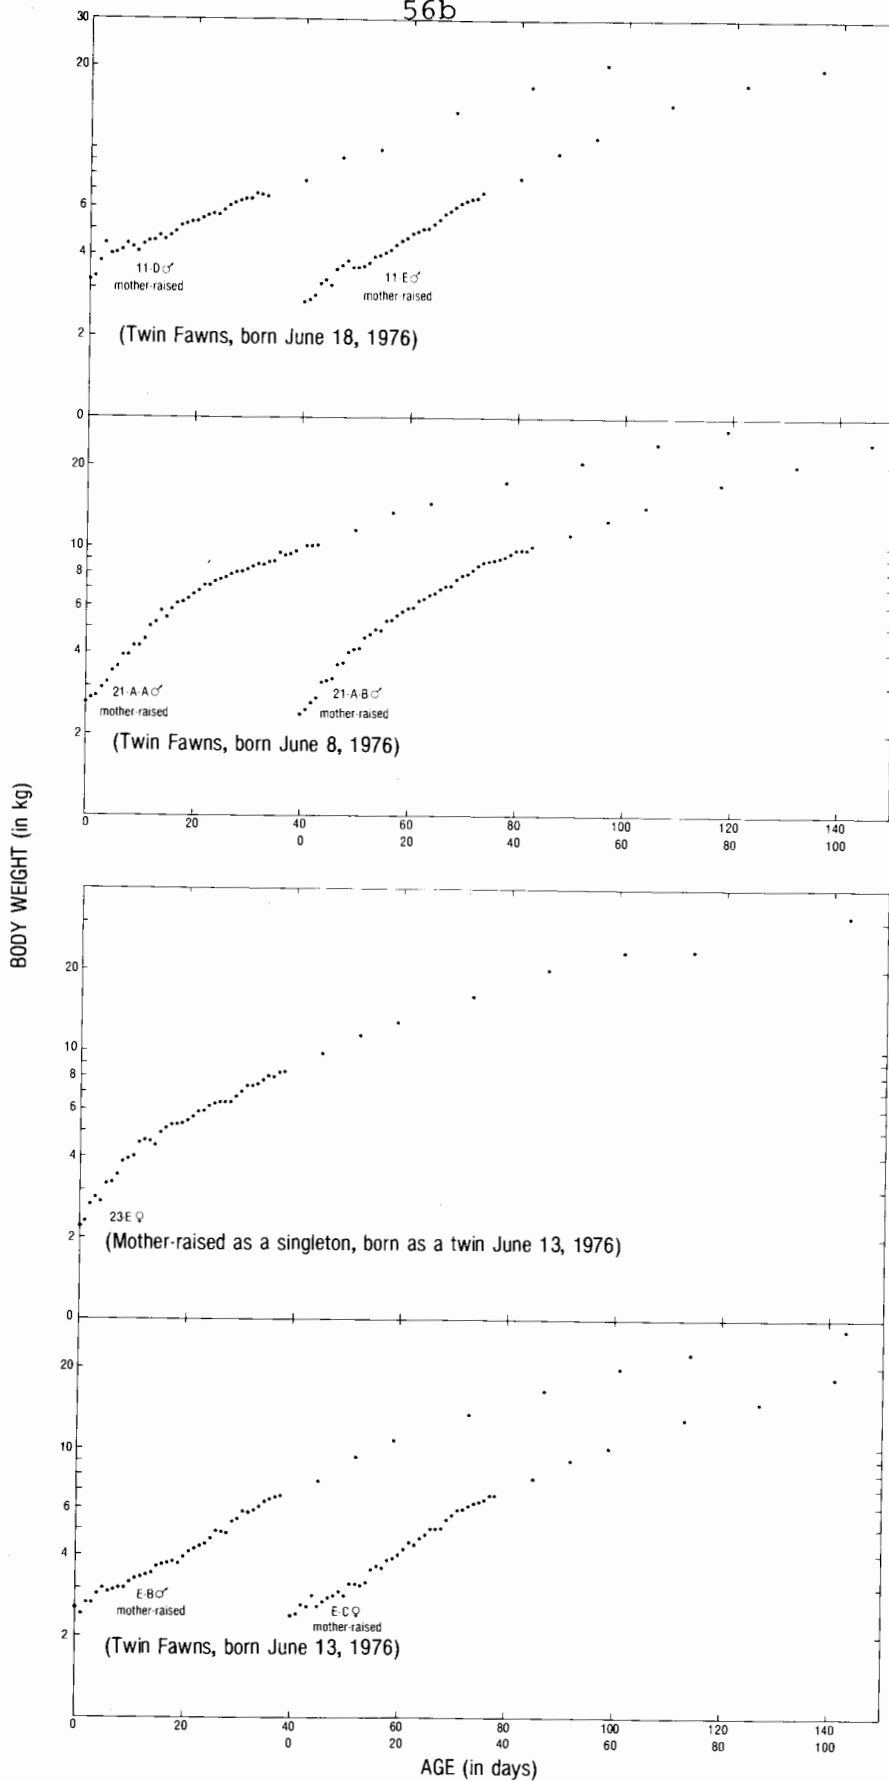 56b
30
20
6
4
11-D♂
mother-raised
11-E♂
mother-raised
2
(Twin Fawns, born June 18, 1976)
0
20
10
8
6
4
21-A-A♂
mother-raised
21-A-B♂
mother-raised
2
(Twin Fawns, born June 8, 1976)
0 20 40 60 80 100 120 140
0 20 40 60 80 100
BODY WEIGHT (in kg)
20
10
8
6
4
23-E♀
2
(Mother-raised as a singleton, born as a twin June 13, 1976)
0
20
10
6
4
E-B♂
mother-raised
E-C♀
mother-raised
2
(Twin Fawns, born June 13, 1976)
0 20 40 60 80 100 120 140
0 20 40 60 80 100
AGE (in days)